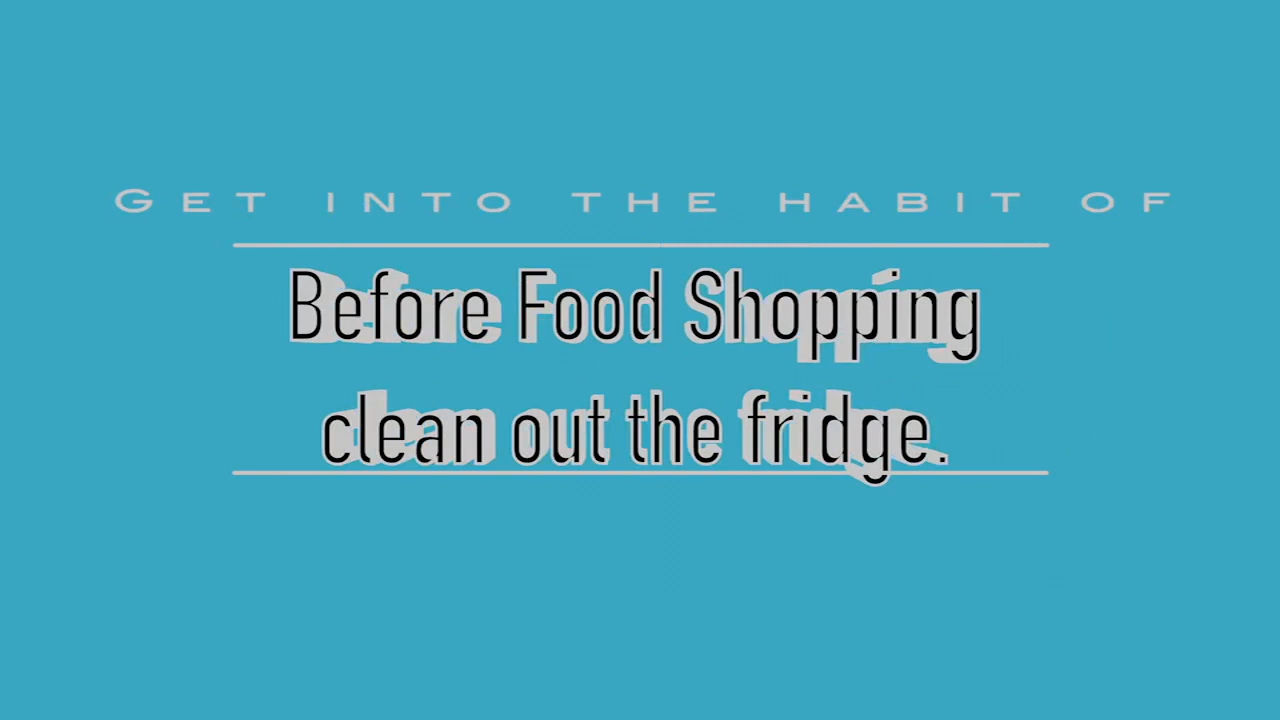 Get into the habit of
Before Food Shopping
clean out the fridge.